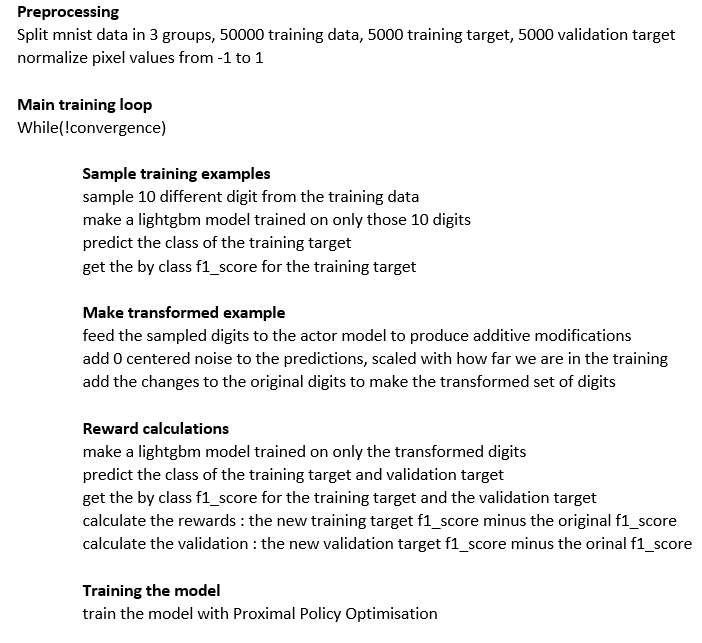 Preprocessing
Split mnist data in 3 groups, 50000 training data, 5000 training target, 5000 validation target
normalize pixel values from -1 to 1
Main training loop
While(!convergence)
Sample training examples
sample 10 different digit from the training data
make a lightgbm model trained on only those 10 digits
predict the class of the training target
get the by class f1_score for the training target
Make transformed example
feed the sampled digits to the actor model to produce additive modifications
add 0 centered noise to the predictions, scaled with how far we are in the training
add the changes to the original digits to make the transformed set of digits
Reward calculations
make a lightgbm model trained on only the transformed digits
predict the class of the training target and validation target
get the by class f1_score for the training target and the validation target
calculate the rewards : the new training target f1_score minus the original f1_score
calculate the validation : the new validation target f1_score minus the orinal f1_score
Training the model
train the model with Proximal Policy Optimisation